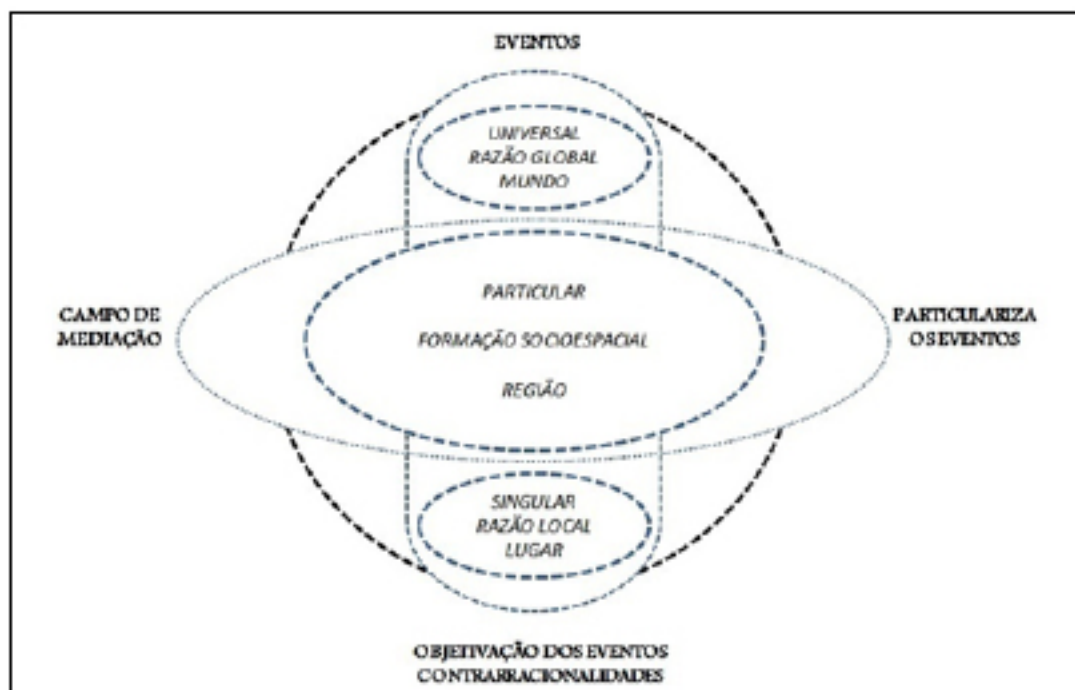 EVENTOS
UNIVERSAL
RAZÃO GLOBAL
MUNDO
CAMPO DE
MEDIAÇÃO
PARTICULAR
FORMAÇÃO SOCIOESPACIAL
REGIÃO
PARTICULARIZA
OS EVENTOS
SINGULAR
RAZÃO LOCAL
LUGAR
OBJETIVAÇÃO DOS EVENTOS
CONTRARRACIONALIDADES